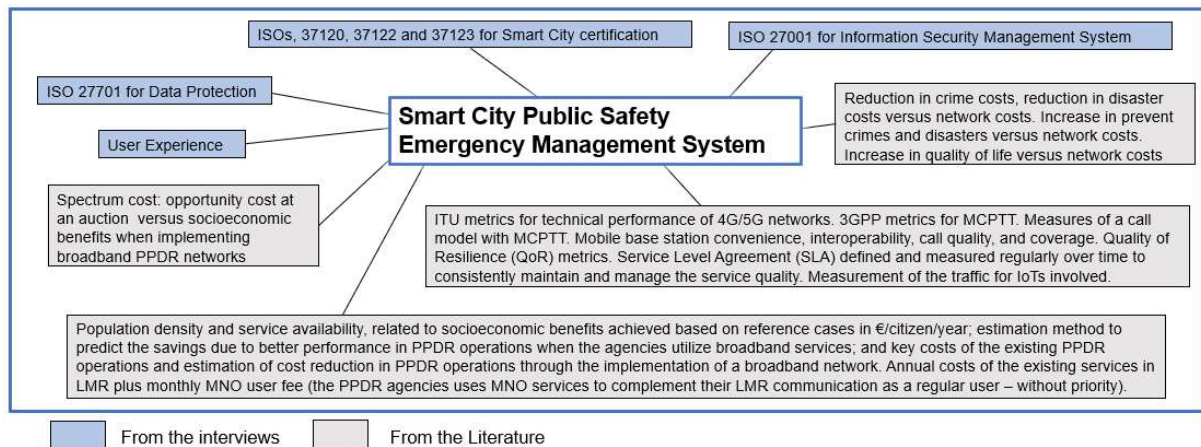 ISOs, 37120, 37122 and 37123 for Smart City certification
ISO 27001 for Information Security Management System
ISO 27701 for Data Protection
User Experience
Smart City Public Safety
Emergency Management System
Reduction in crime costs, reduction in disaster
costs versus network costs. Increase in prevent
crimes and disasters versus network costs.
Increase in quality of life versus network costs
Spectrum cost: opportunity cost at
an auction versus socioeconomic
benefits when implementing
broadband PPDR networks
ITU metrics for technical performance of 4G/5G networks. 3GPP metrics for MCPTT. Measures of a call
model with MCPTT. Mobile base station convenience, interoperability, call quality, and coverage. Quality of
Resilience (QoR) metrics. Service Level Agreement (SLA) defined and measured regularly over time to
consistently maintain and manage the service quality. Measurement of the traffic for IoTs involved.
Population density and service availability, related to socioeconomic benefits achieved based on reference cases in €/citizen/year; estimation method to
predict the savings due to better performance in PPDR operations when the agencies utilize broadband services; and key costs of the existing PPDR
operations and estimation of cost reduction in PPDR operations through the implementation of a broadband network. Annual costs of the existing services in
LMR plus monthly MNO user fee (the PPDR agencies uses MNO services to complement their LMR communication as a regular user – without priority).
From the interviews
From the Literature